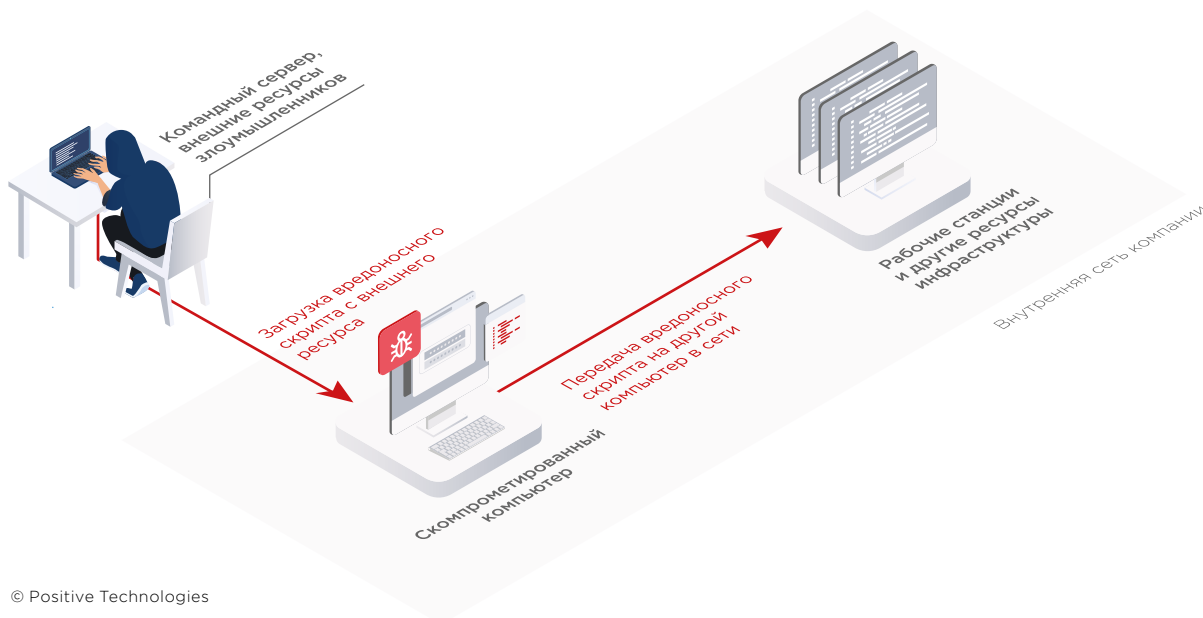 Командный сервер,
внешние ресурсы
злоумышленников
Загрузка вредоносного
скрипта с внешнего
ресурса
Передача вредоносного
скрипта на другой
компьютер в сети
Рабочие станции
и другие ресурсы
инфраструктуры
Внутренняя сеть компании
Скомпрометированный
компьютер
© Positive Technologies